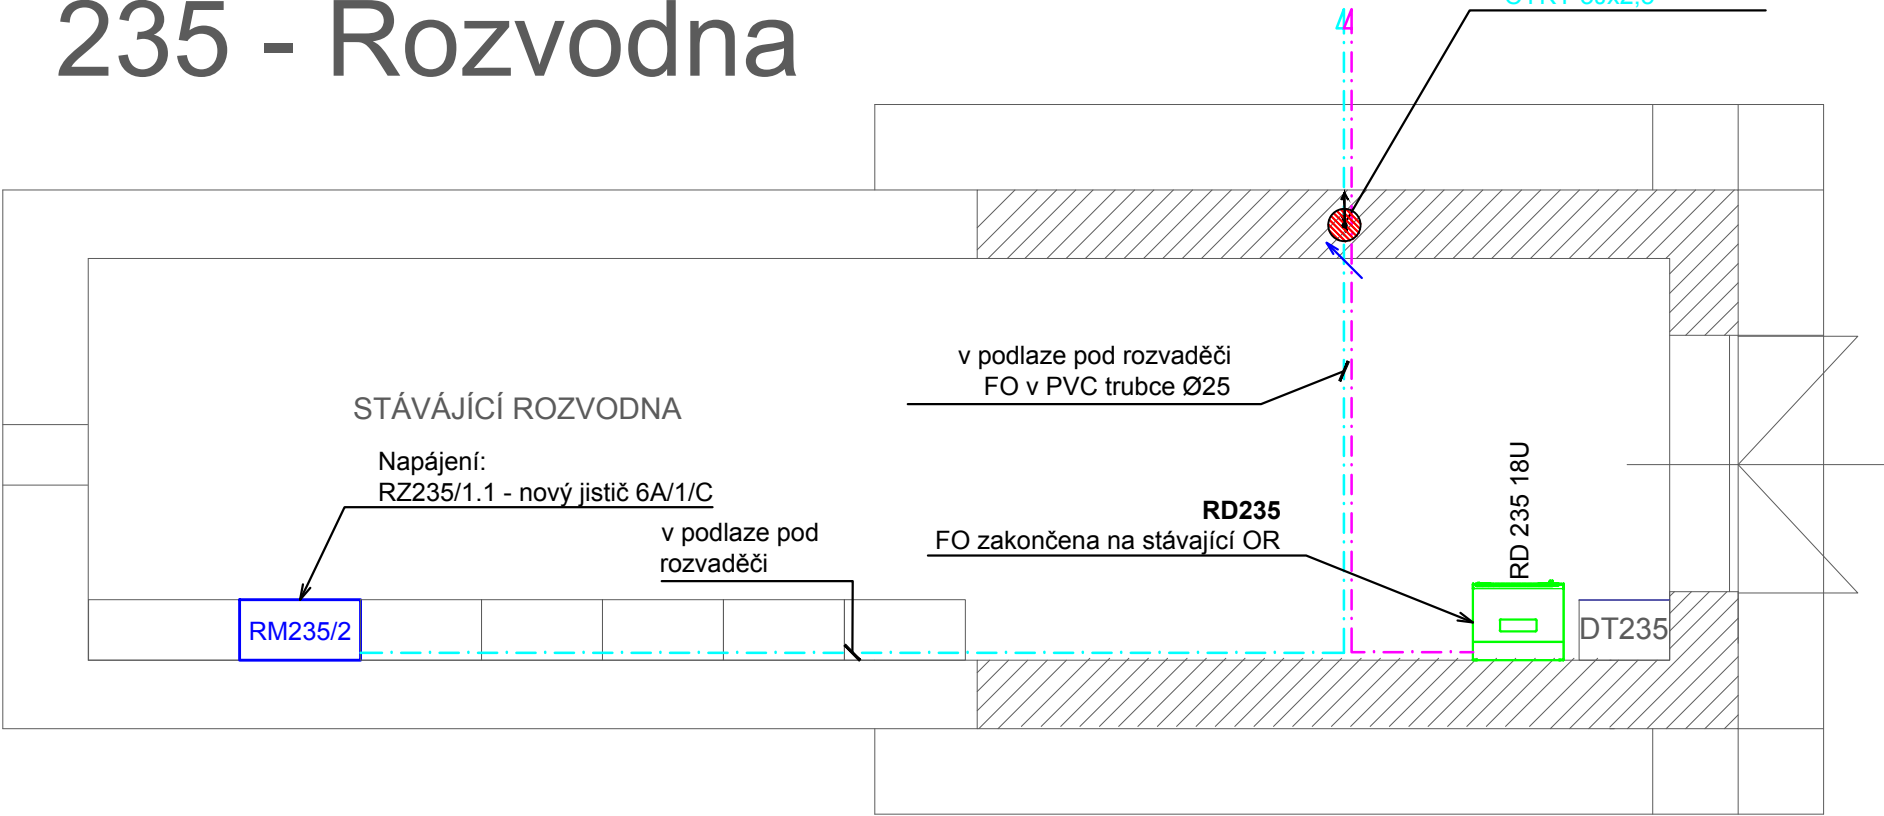 235 - Rozvodna
v podlaze pod rozvaděči
FO v PVC trubce Ø25
STÁVÁJÍCÍ ROZVODNA
Napájení:
RZ235/1.1 - nový jistič 6A/1/C
v podlaze pod
rozvaděči
RD235
FO zakončena na stávající OR
RD 235 18U
RM235/2
DT235